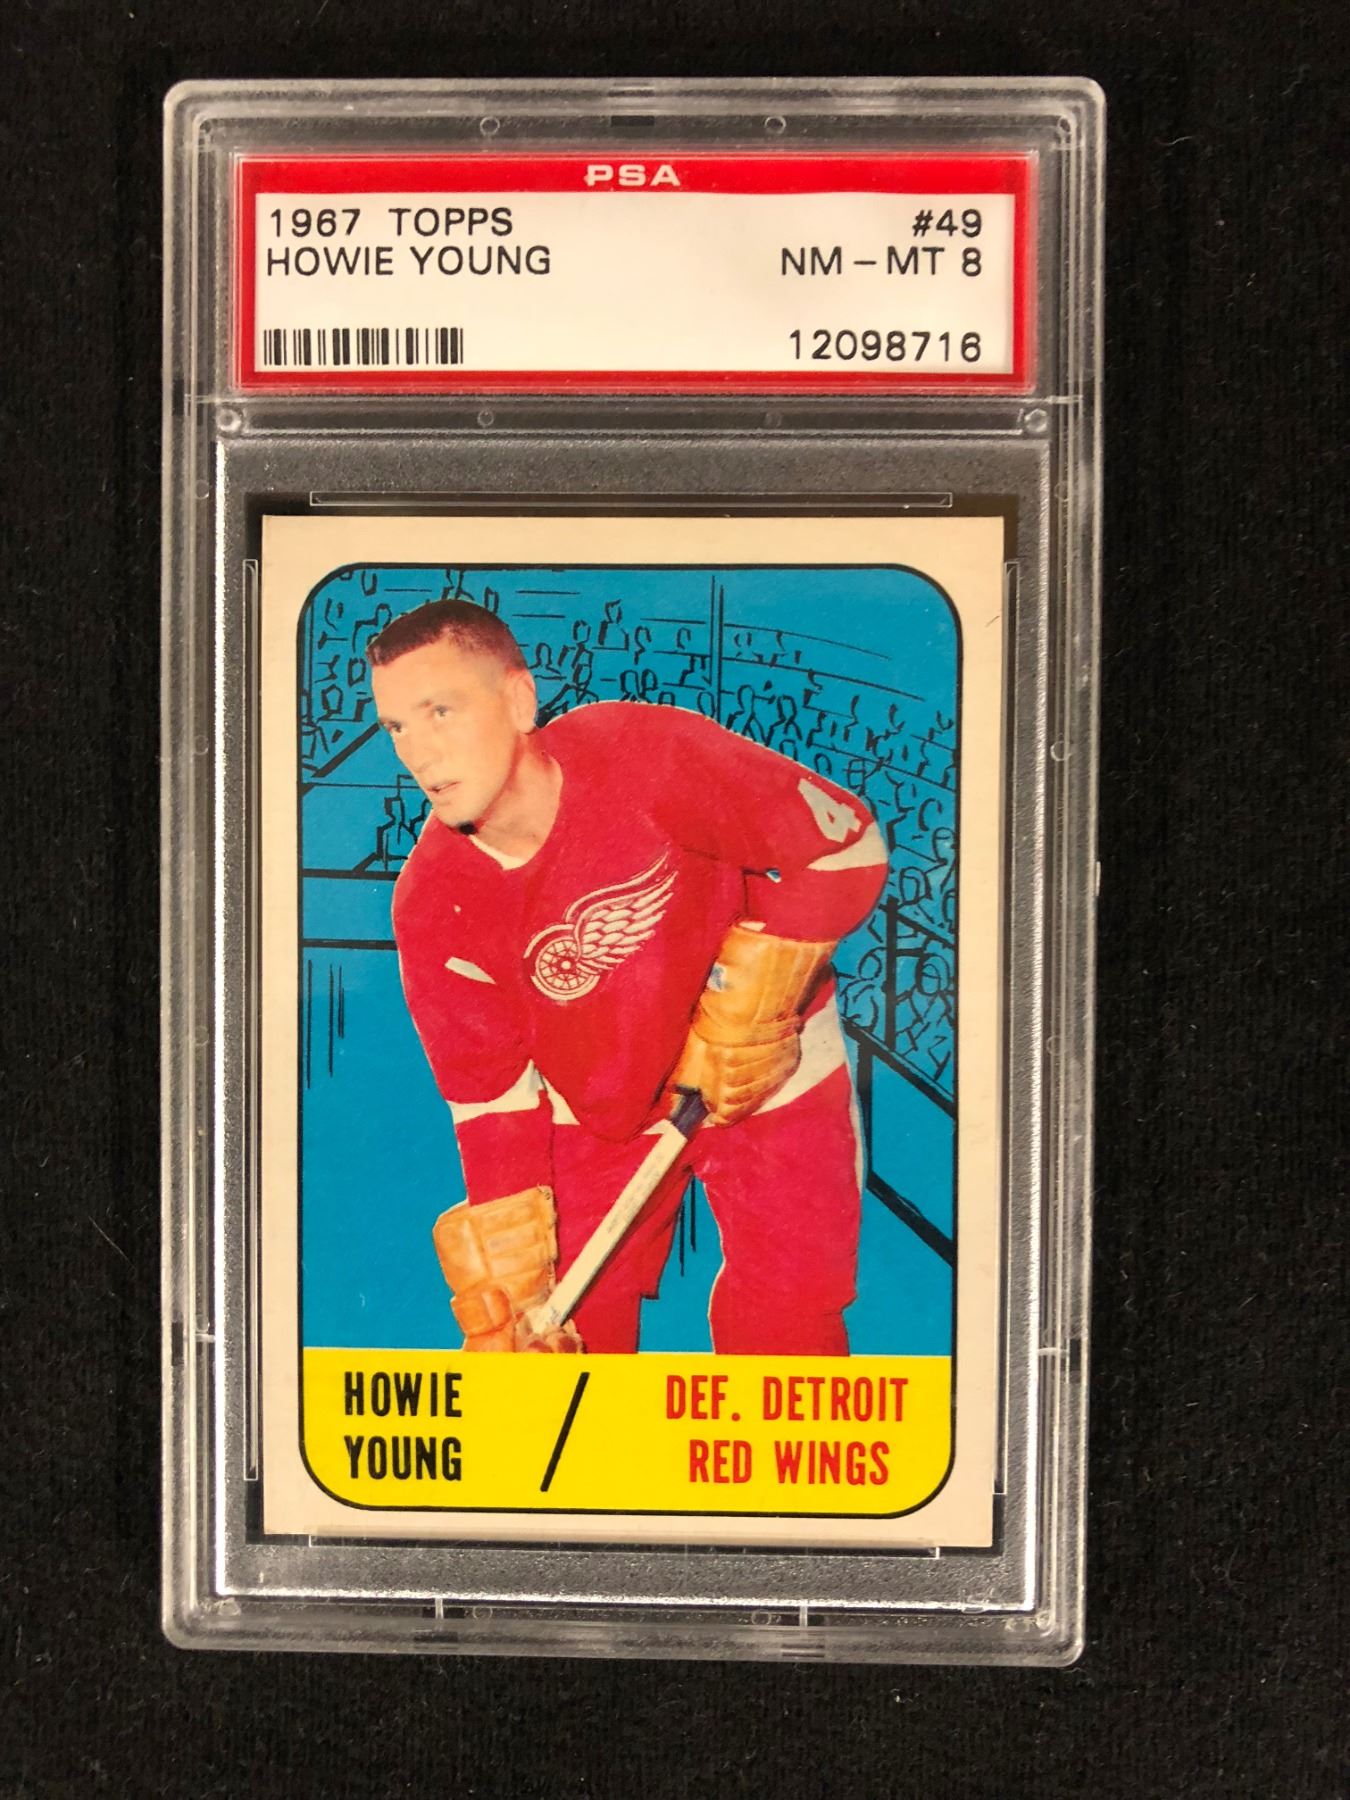 PSA
1967 TOPPS #49
HOWIE YOUNG NM-MT 8
12098716
4
HOWIE / DEF. DETROIT
YOUNG RED WINGS